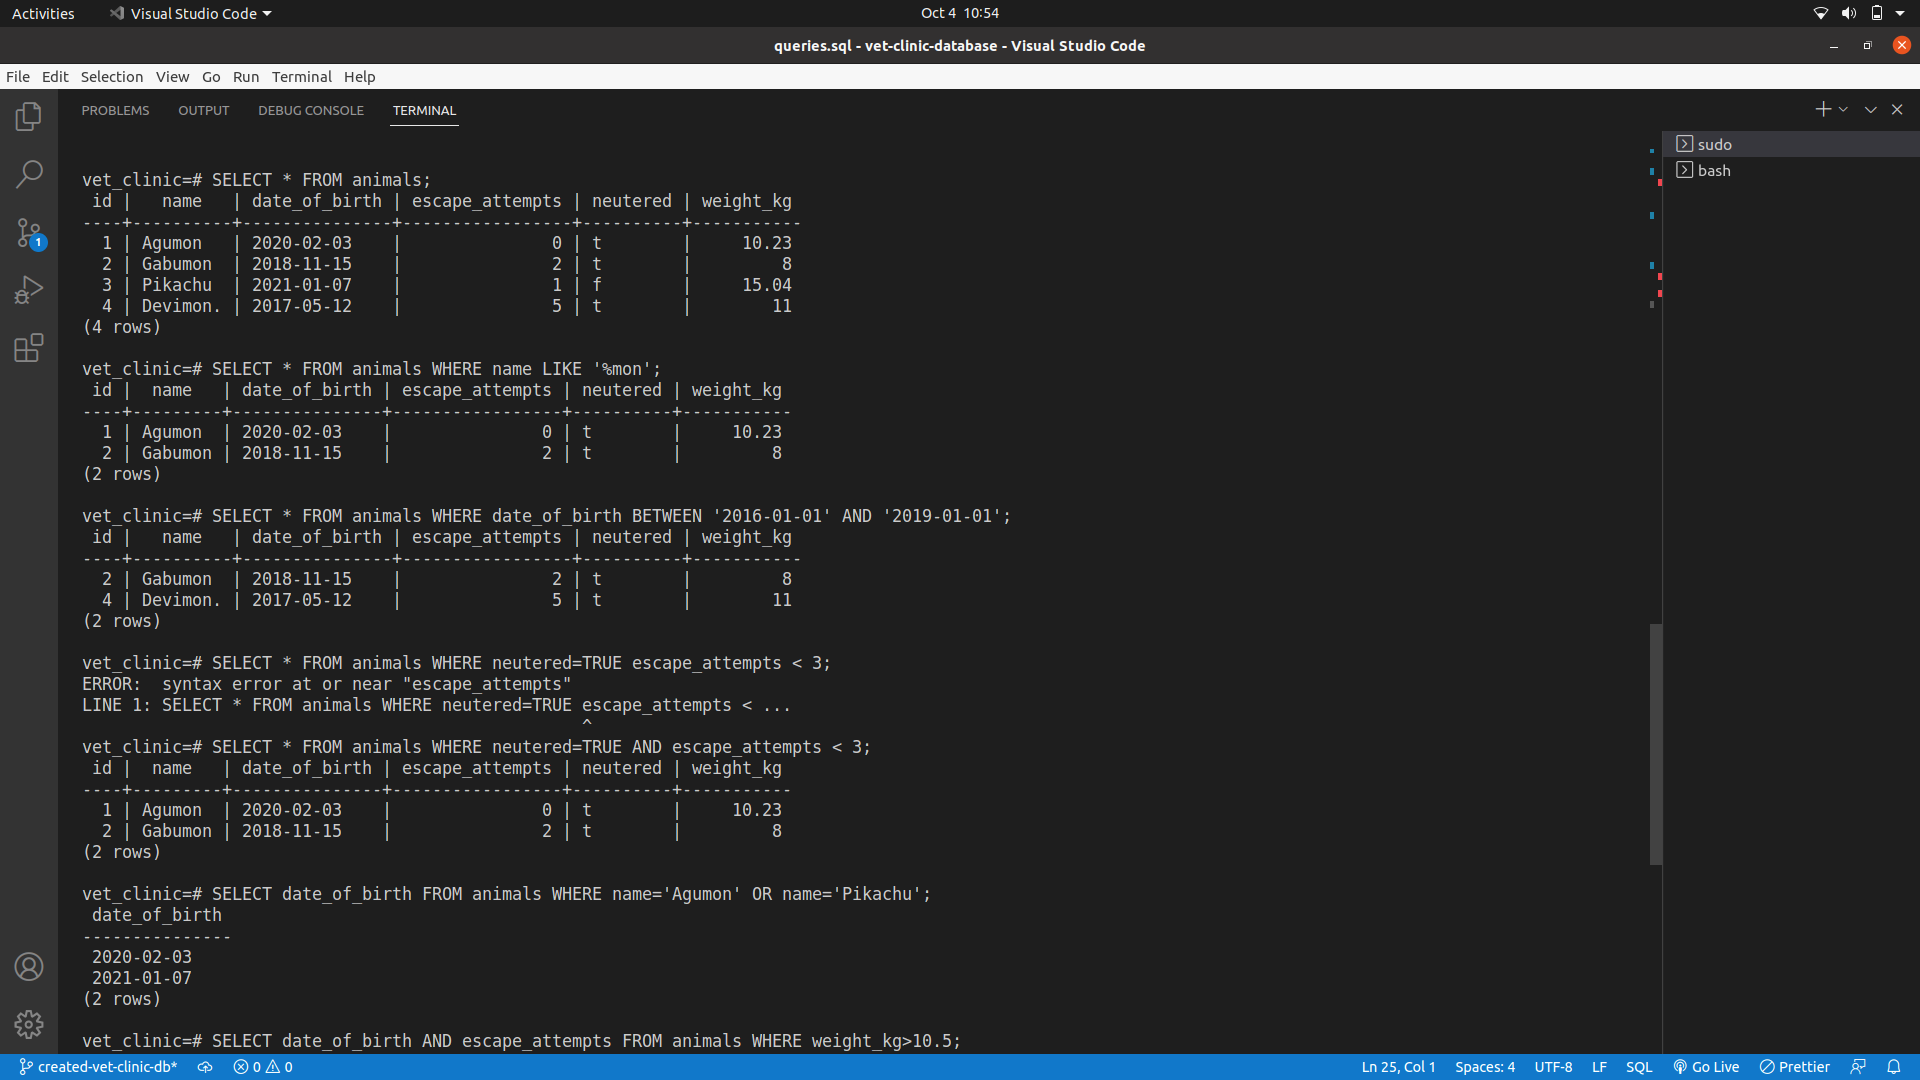 Activities Visual Studio Code Oct 4 10:54
queries.sql - vet-clinic-database - Visual Studio Code
File Edit Selection View Go Run Terminal Help
PROBLEMS OUTPUT DEBUG CONSOLE TERMINAL
sudo
bash
1
vet_clinic=# SELECT * FROM animals;
 id |   name   | date_of_birth | escape_attempts | neutered | weight_kg
----+----------+---------------+-----------------+----------+-----------
  1 | Agumon   | 2020-02-03    |               0 | t        |     10.23
  2 | Gabumon  | 2018-11-15    |               2 | t        |         8
  3 | Pikachu  | 2021-01-07    |               1 | f        |     15.04
  4 | Devimon. | 2017-05-12    |               5 | t        |        11
(4 rows)
vet_clinic=# SELECT * FROM animals WHERE name LIKE '%mon';
 id |  name   | date_of_birth | escape_attempts | neutered | weight_kg
----+---------+---------------+-----------------+----------+-----------
  1 | Agumon  | 2020-02-03    |               0 | t        |     10.23
  2 | Gabumon | 2018-11-15    |               2 | t        |         8
(2 rows)
vet_clinic=# SELECT * FROM animals WHERE date_of_birth BETWEEN '2016-01-01' AND '2019-01-01';
 id |   name   | date_of_birth | escape_attempts | neutered | weight_kg
----+----------+---------------+-----------------+----------+-----------
  2 | Gabumon  | 2018-11-15    |               2 | t        |         8
  4 | Devimon. | 2017-05-12    |               5 | t        |        11
(2 rows)
vet_clinic=# SELECT * FROM animals WHERE neutered=TRUE escape_attempts < 3;
ERROR:  syntax error at or near "escape_attempts"
LINE 1: SELECT * FROM animals WHERE neutered=TRUE escape_attempts < ...
                                                  ^
vet_clinic=# SELECT * FROM animals WHERE neutered=TRUE AND escape_attempts < 3;
 id |  name   | date_of_birth | escape_attempts | neutered | weight_kg
----+---------+---------------+-----------------+----------+-----------
  1 | Agumon  | 2020-02-03    |               0 | t        |     10.23
  2 | Gabumon | 2018-11-15    |               2 | t        |         8
(2 rows)
vet_clinic=# SELECT date_of_birth FROM animals WHERE name='Agumon' OR name='Pikachu';
 date_of_birth
---------------
 2020-02-03
 2021-01-07
(2 rows)
vet_clinic=# SELECT date_of_birth AND escape_attempts FROM animals WHERE weight_kg>10.5;
created-vet-clinic-db* 0 0 Ln 25, Col 1 Spaces: 4 UTF-8 LF SQL Go Live Prettier